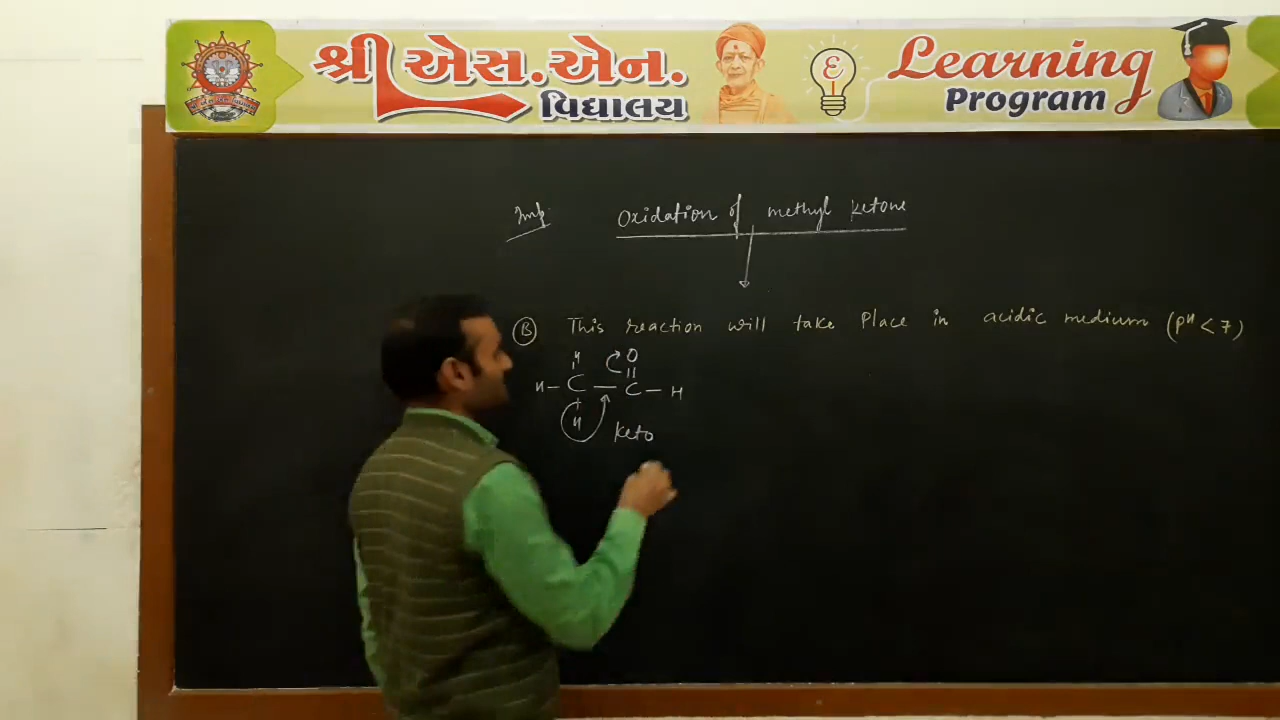 શ્રી એસ.એન.
વિદ્યાલય
Learning
Program
Imp.
Oxidation of methyl ketone
(B) This reaction will take Place in acidic medium (pH < 7)
H O
H – C – C – H
H
Keto